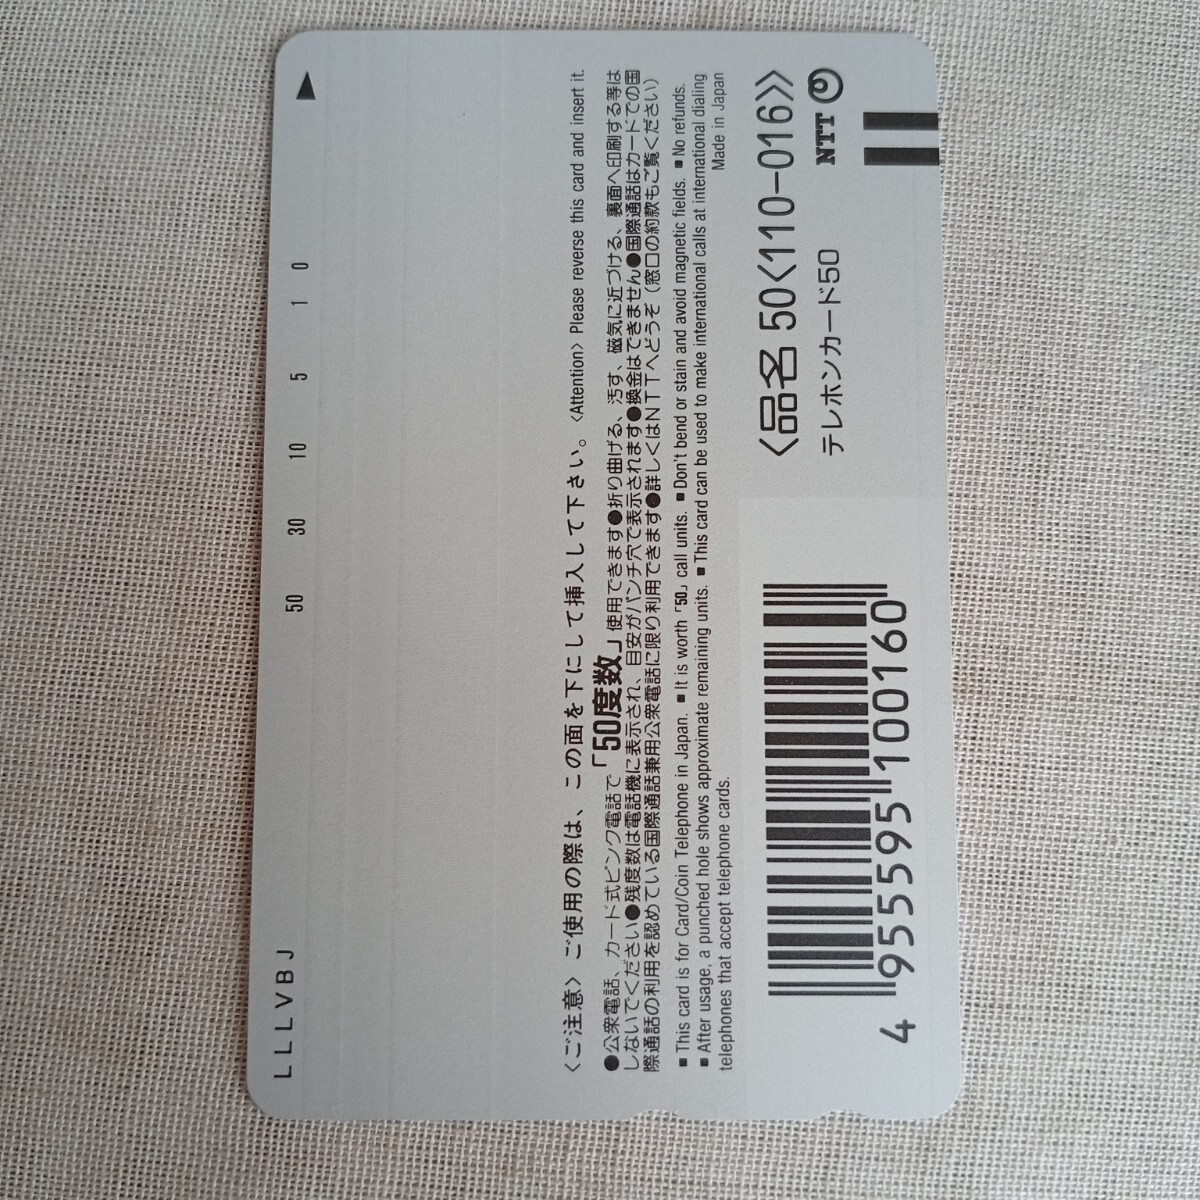 LLLVBJ
50 30 10 5 1 0
〈ご注意〉ご使用の際は、この面を下にして挿入して下さい。〈Attention〉Please reverse this card and insert it.
●公衆電話、カード式ピンク電話で「50度数」使用できます●折り曲げる、汚す、磁気に近づける、裏面へ印刷する等は
しないでください●残度数は電話機に表示され、目安がパンチ穴で表示されます●換金はできません●国際通話はカードでの国
際通話の利用を認めている国際通話兼用公衆電話に限り利用できます●詳しくはNTTへどうぞ(窓口の約款もご覧ください)
■ This card is for Card/Coin Telephone in Japan. ■ It is worth「50」call units. ■ Don't bend or stain and avoid magnetic fields. ■ No refunds.
■ After usage, a punched hole shows approximate remaining units. ■ This card can be used to make international calls at international dialing
telephones that accept telephone cards. Made in Japan
〈品名 50〈110-016〉〉
テレホンカード50 NTT
4 955595 100160